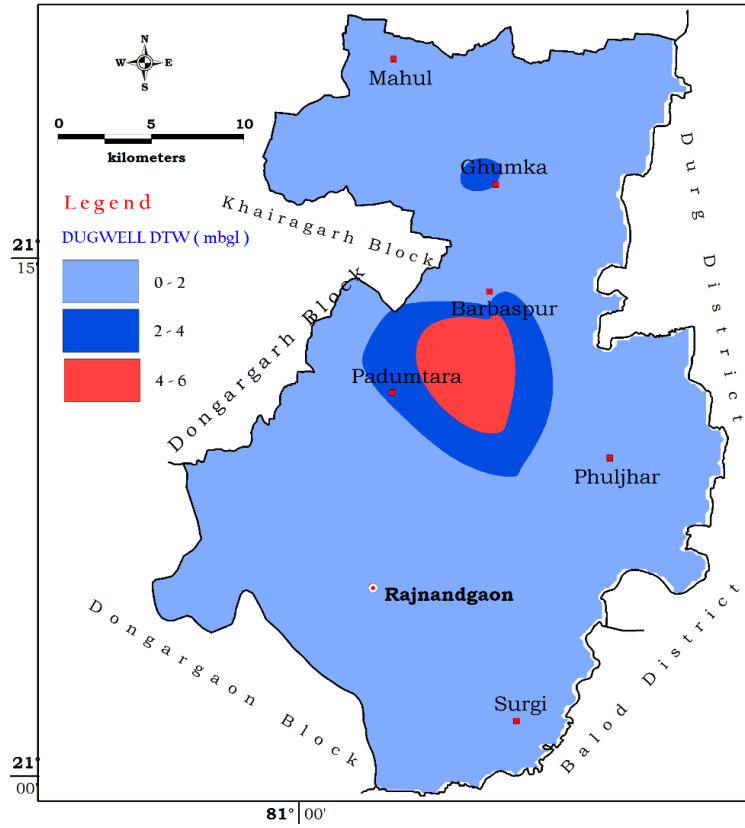 Mahul
N
W E
S
0 5 10
kilometers
Ghumka
Legend
Khairagarh Block
Durg District
DUGWELL DTW ( mbgl )
21°
15'
0 - 2
Barbaspur
2 - 4
Dongargarh Block
Padumtara
4 - 6
Phuljhar
Rajnandgaon
Dongargaon Block
Surgi
Balod District
21°
00'
81° 00'